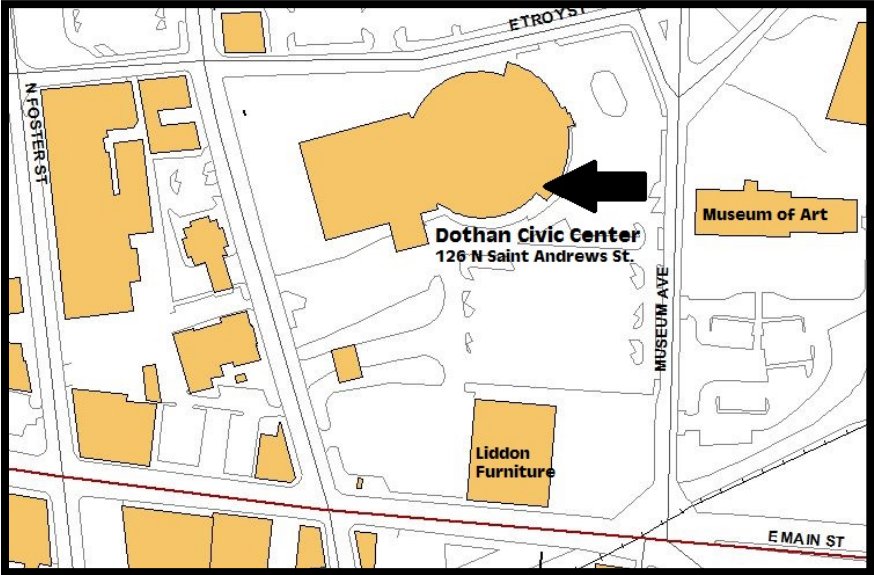 E TROY ST
N FOSTER ST
Museum of Art
Dothan Civic Center
126 N Saint Andrews St.
MUSEUM AVE
Liddon
Furniture
E MAIN ST